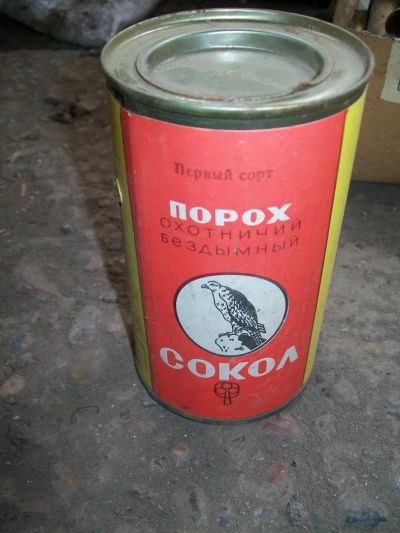 Первый сорт
ПОРОХ
охотничий
бездымный
СОКОЛ